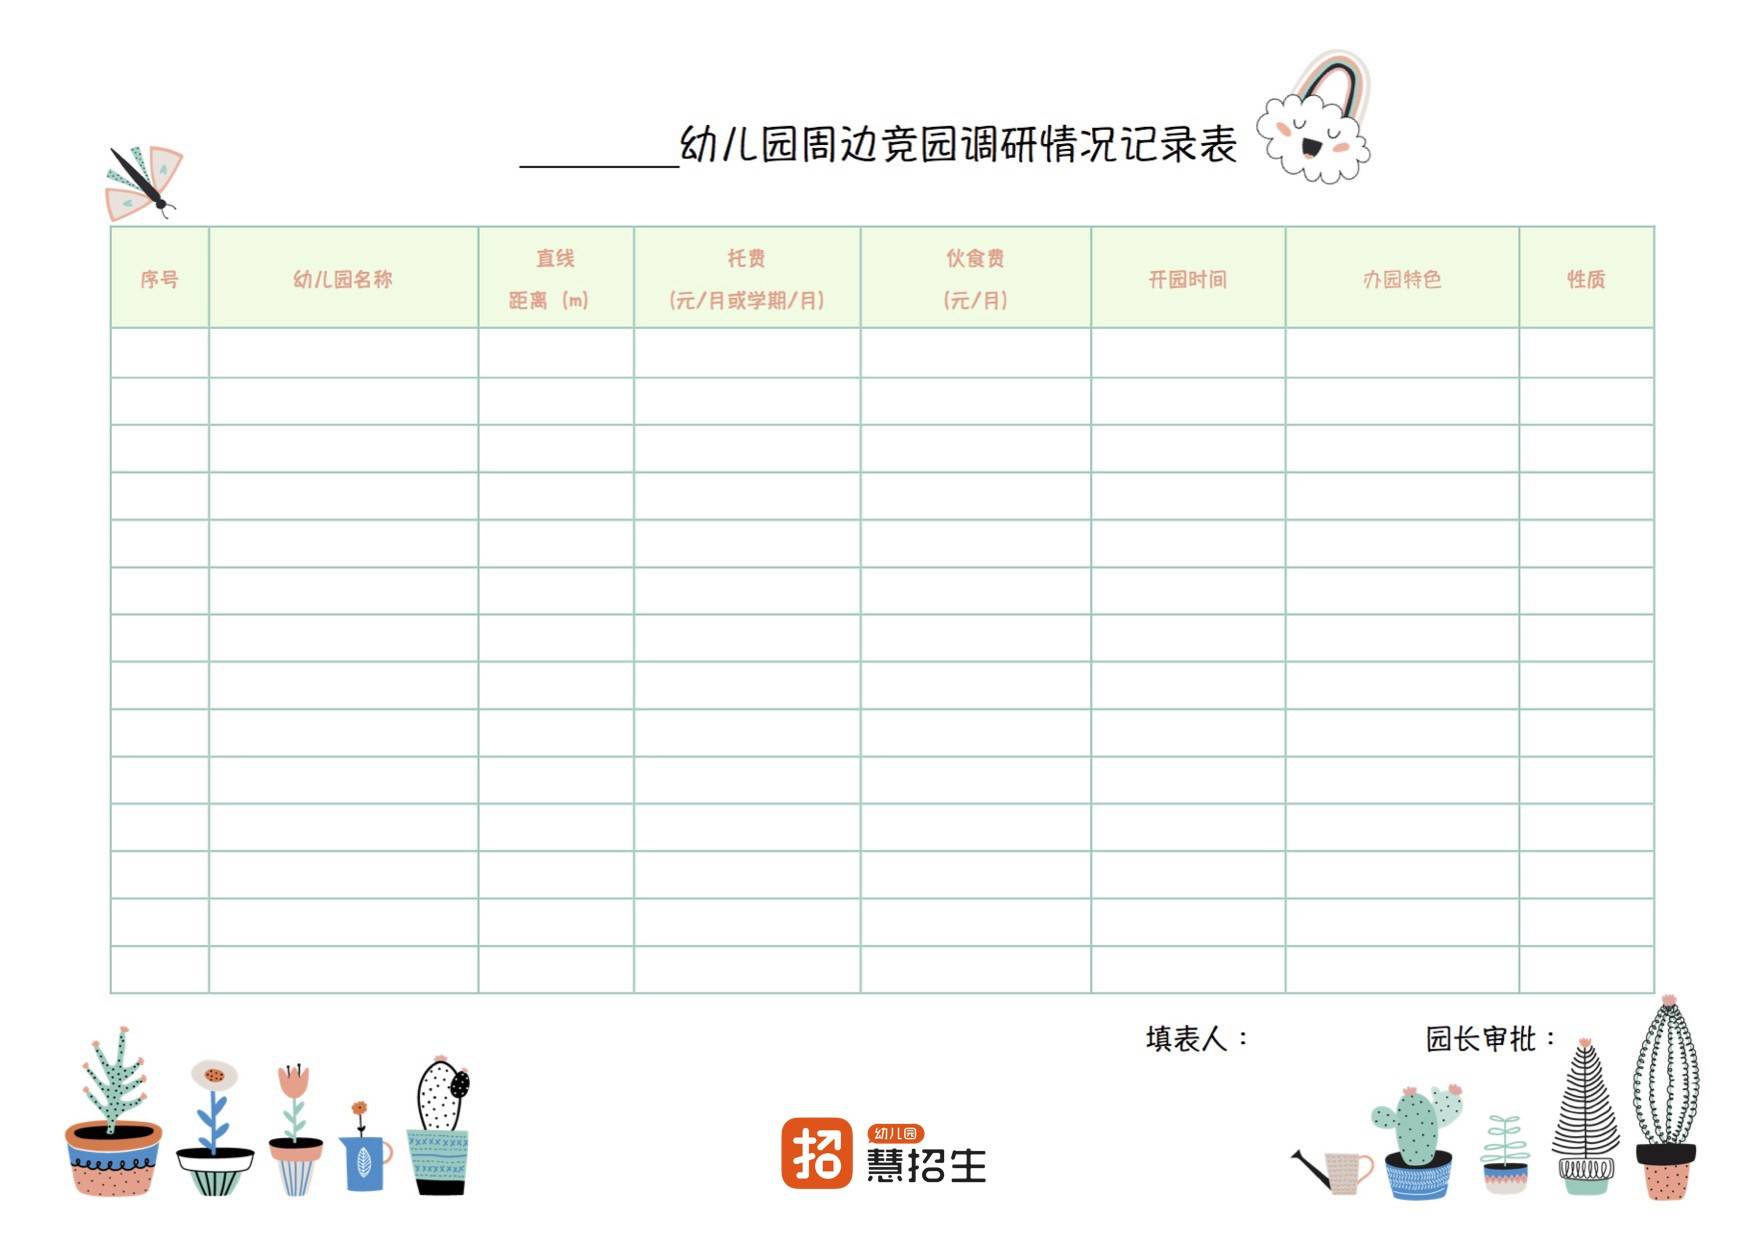 ________幼儿园周边竞园调研情况记录表
序号 幼儿园名称 直线 距离（m） 托费 （元/月或学期/月） 伙食费 （元/月） 开园时间 办园特色 性质
填表人： 园长审批：
招 幼儿园
慧招生